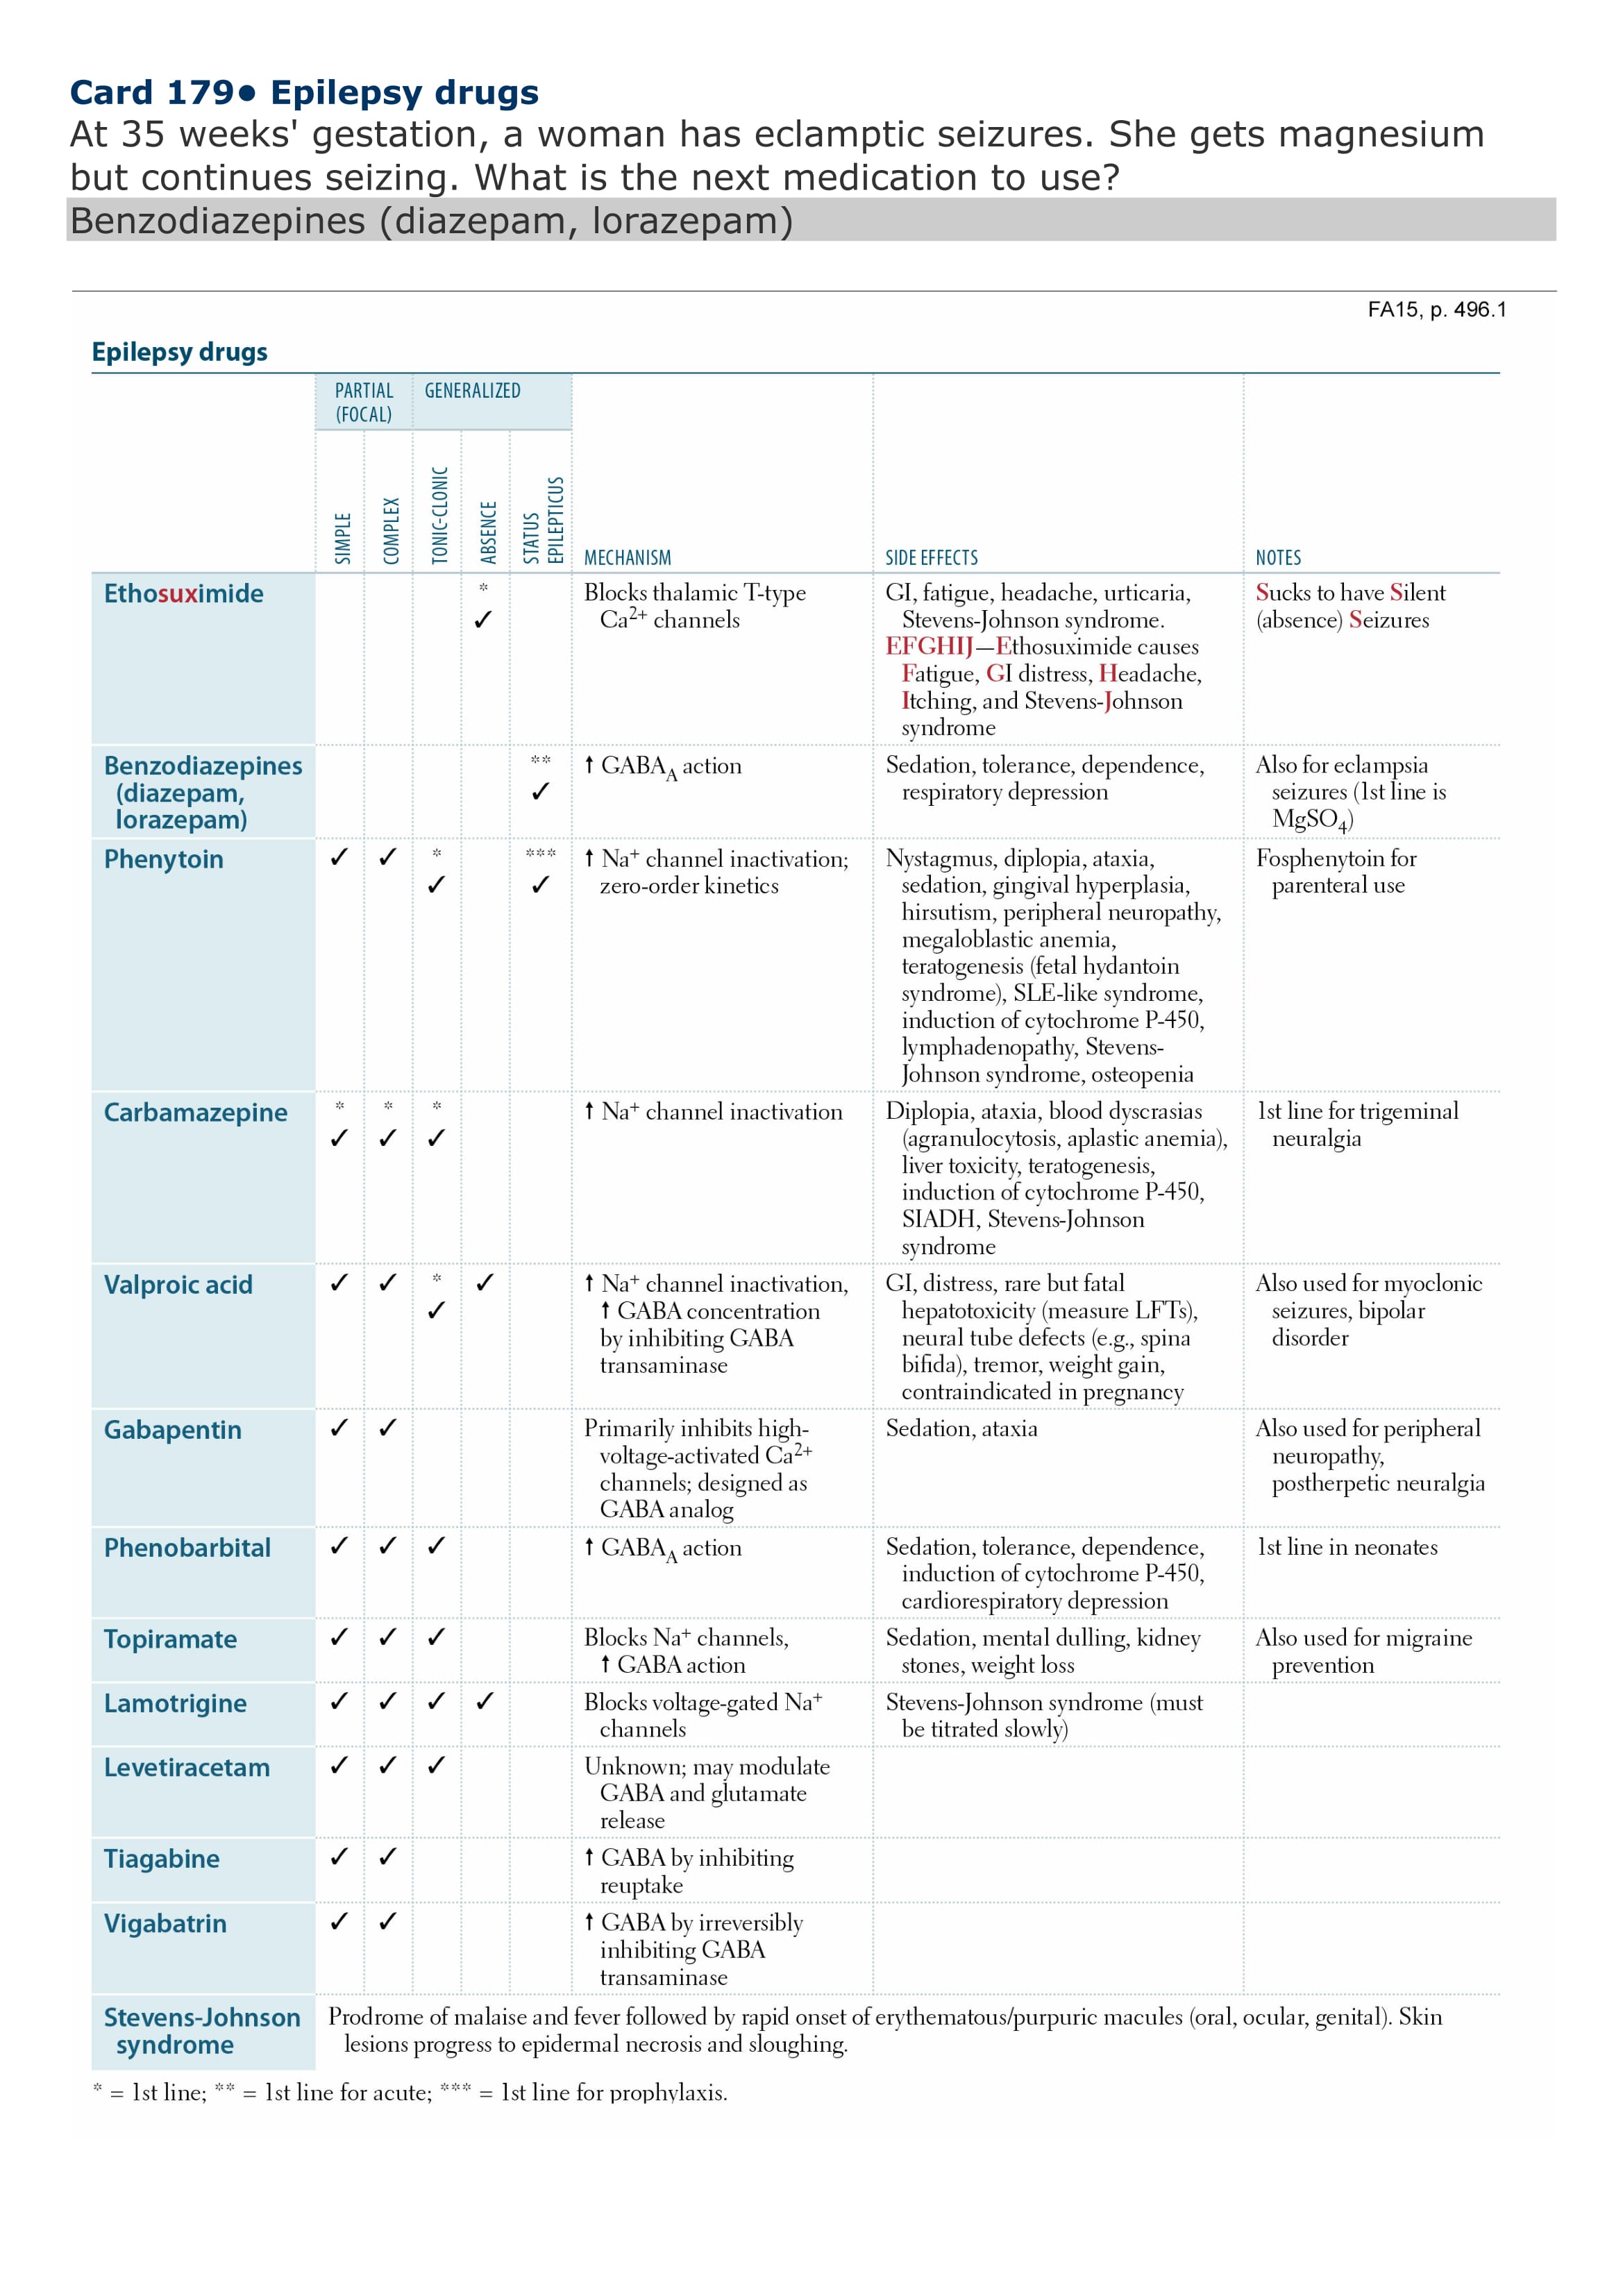 Card 179• Epilepsy drugs
At 35 weeks' gestation, a woman has eclamptic seizures. She gets magnesium
but continues seizing. What is the next medication to use?
Benzodiazepines (diazepam, lorazepam)
FA15, p. 496.1
Epilepsy drugs
PARTIAL
(FOCAL)
GENERALIZED
SIMPLE
COMPLEX
TONIC-CLONIC
ABSENCE
STATUS
EPILEPTICUS
MECHANISM
SIDE EFFECTS
NOTES
Ethosuximide
*
✓
Blocks thalamic T-type
Ca2+ channels
GI, fatigue, headache, urticaria,
Stevens-Johnson syndrome.
EFGHIJ—Ethosuximide causes
Fatigue, GI distress, Headache,
Itching, and Stevens-Johnson
syndrome
Sucks to have Silent
(absence) Seizures
Benzodiazepines
(diazepam,
lorazepam)
**
✓
↑ GABAA action
Sedation, tolerance, dependence,
respiratory depression
Also for eclampsia
seizures (1st line is
MgSO4)
Phenytoin
✓ ✓ * ***
✓ ✓
↑ Na+ channel inactivation;
zero-order kinetics
Nystagmus, diplopia, ataxia,
sedation, gingival hyperplasia,
hirsutism, peripheral neuropathy,
megaloblastic anemia,
teratogenesis (fetal hydantoin
syndrome), SLE-like syndrome,
induction of cytochrome P-450,
lymphadenopathy, Stevens-
Johnson syndrome, osteopenia
Fosphenytoin for
parenteral use
Carbamazepine
* * *
✓ ✓ ✓
↑ Na+ channel inactivation
Diplopia, ataxia, blood dyscrasias
(agranulocytosis, aplastic anemia),
liver toxicity, teratogenesis,
induction of cytochrome P-450,
SIADH, Stevens-Johnson
syndrome
1st line for trigeminal
neuralgia
Valproic acid
✓ ✓ * ✓
✓
↑ Na+ channel inactivation,
↑ GABA concentration
by inhibiting GABA
transaminase
GI, distress, rare but fatal
hepatotoxicity (measure LFTs),
neural tube defects (e.g., spina
bifida), tremor, weight gain,
contraindicated in pregnancy
Also used for myoclonic
seizures, bipolar
disorder
Gabapentin
✓ ✓
Primarily inhibits high-
voltage-activated Ca2+
channels; designed as
GABA analog
Sedation, ataxia
Also used for peripheral
neuropathy,
postherpetic neuralgia
Phenobarbital
✓ ✓ ✓
↑ GABAA action
Sedation, tolerance, dependence,
induction of cytochrome P-450,
cardiorespiratory depression
1st line in neonates
Topiramate
✓ ✓ ✓
Blocks Na+ channels,
↑ GABA action
Sedation, mental dulling, kidney
stones, weight loss
Also used for migraine
prevention
Lamotrigine
✓ ✓ ✓ ✓
Blocks voltage-gated Na+
channels
Stevens-Johnson syndrome (must
be titrated slowly)
Levetiracetam
✓ ✓ ✓
Unknown; may modulate
GABA and glutamate
release
Tiagabine
✓ ✓
↑ GABA by inhibiting
reuptake
Vigabatrin
✓ ✓
↑ GABA by irreversibly
inhibiting GABA
transaminase
Stevens-Johnson
syndrome
Prodrome of malaise and fever followed by rapid onset of erythematous/purpuric macules (oral, ocular, genital). Skin
lesions progress to epidermal necrosis and sloughing.
* = 1st line; ** = 1st line for acute; *** = 1st line for prophylaxis.